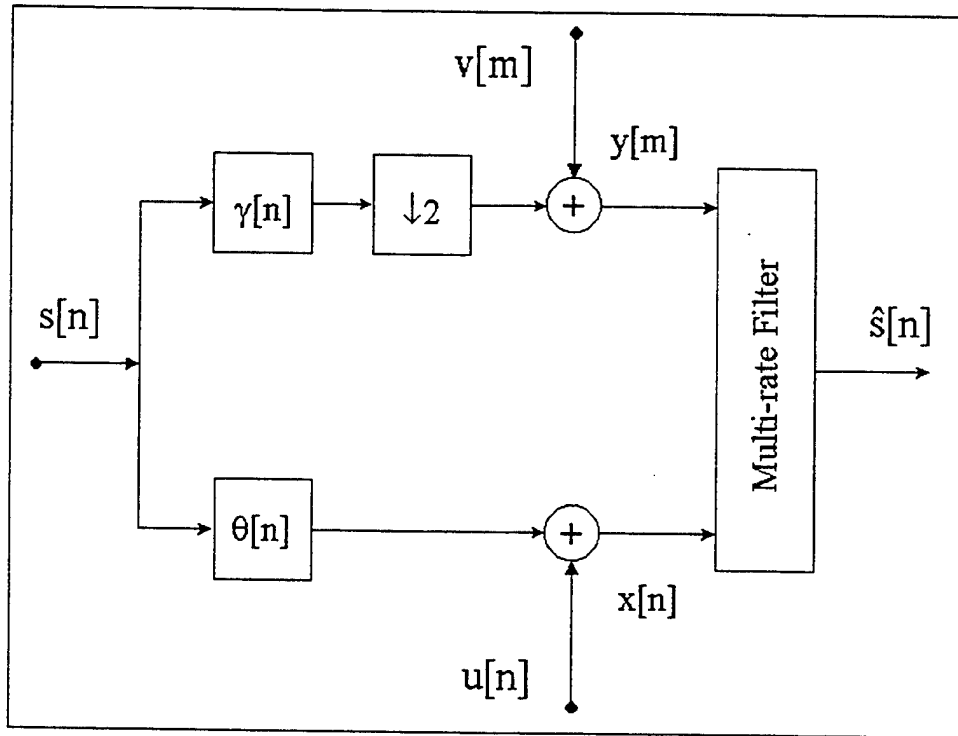 v[m]
y[m]
γ[n]
↓2
+
s[n]
Multi-rate Filter
ŝ[n]
θ[n]
+
x[n]
u[n]